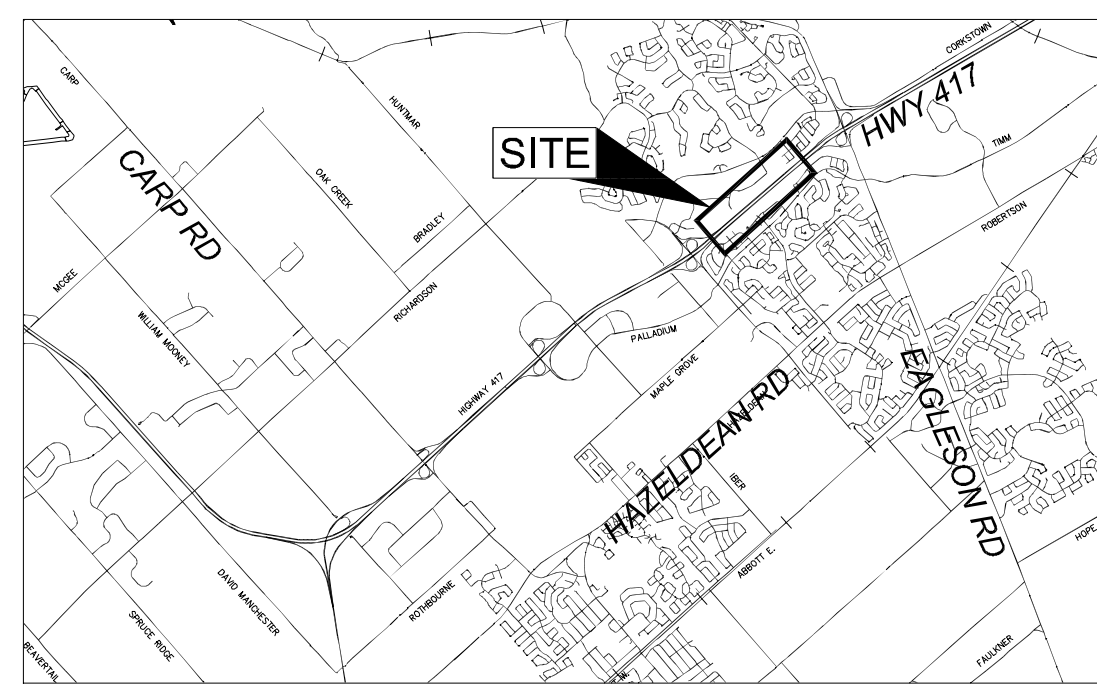 CORKSTOWN
CARP
HWY 417
HUNTMAR
TIMM
SITE
CARP RD
OAK CREEK
BRADLEY
ROBERTSON
MCGEE
RICHARDSON
WILLIAM MOONEY
PALLADIUM
HIGHWAY 417
MAPLE GROVE
EAGLESON RD
HAZELDEAN RD
IBER
HOPE
ABBOTT E.
DAVID MANCHESTER
ROTHBOURNE
SPRUCE RIDGE
FAULKNER
BEAVERTAIL
W.